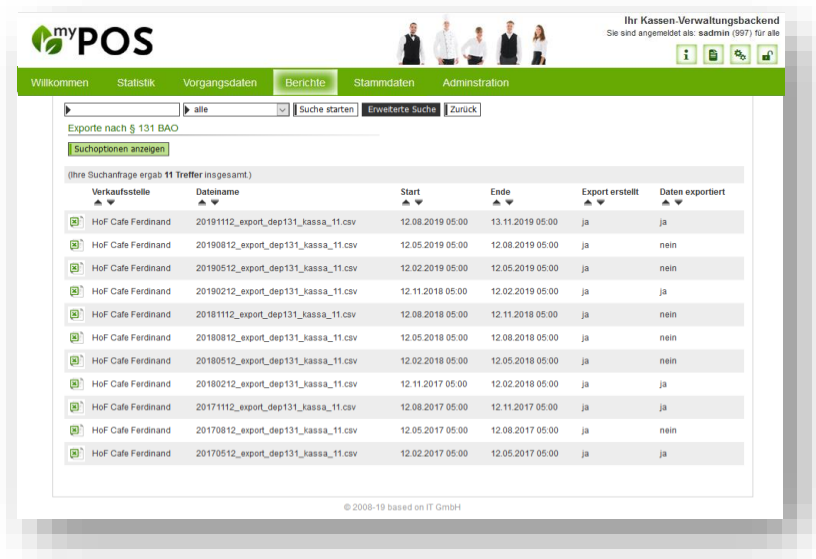 myPOS
Ihr Kassen-Verwaltungsbackend
Sie sind angemeldet als: sadmin (997) für alle
Willkommen Statistik Vorgangsdaten Berichte Stammdaten Adminstration
alle Suche starten Erweiterte Suche Zurück
Exporte nach § 131 BAO
Suchoptionen anzeigen
(Ihre Suchanfrage ergab 11 Treffer insgesamt.)
Verkaufsstelle Dateiname Start Ende Export erstellt Daten exportiert
HoF Cafe Ferdinand 20191112_export_dep131_kassa_11.csv 12.08.2019 05:00 13.11.2019 05:00 ja ja
HoF Cafe Ferdinand 20190812_export_dep131_kassa_11.csv 12.05.2019 05:00 12.08.2019 05:00 ja nein
HoF Cafe Ferdinand 20190512_export_dep131_kassa_11.csv 12.02.2019 05:00 12.05.2019 05:00 ja nein
HoF Cafe Ferdinand 20190212_export_dep131_kassa_11.csv 12.11.2018 05:00 12.02.2019 05:00 ja ja
HoF Cafe Ferdinand 20181112_export_dep131_kassa_11.csv 12.08.2018 05:00 12.11.2018 05:00 ja nein
HoF Cafe Ferdinand 20180812_export_dep131_kassa_11.csv 12.05.2018 05:00 12.08.2018 05:00 ja nein
HoF Cafe Ferdinand 20180512_export_dep131_kassa_11.csv 12.02.2018 05:00 12.05.2018 05:00 ja nein
HoF Cafe Ferdinand 20180212_export_dep131_kassa_11.csv 12.11.2017 05:00 12.02.2018 05:00 ja ja
HoF Cafe Ferdinand 20171112_export_dep131_kassa_11.csv 12.08.2017 05:00 12.11.2017 05:00 ja ja
HoF Cafe Ferdinand 20170812_export_dep131_kassa_11.csv 12.05.2017 05:00 12.08.2017 05:00 ja nein
HoF Cafe Ferdinand 20170512_export_dep131_kassa_11.csv 12.02.2017 05:00 12.05.2017 05:00 ja ja
© 2008-19 based on IT GmbH